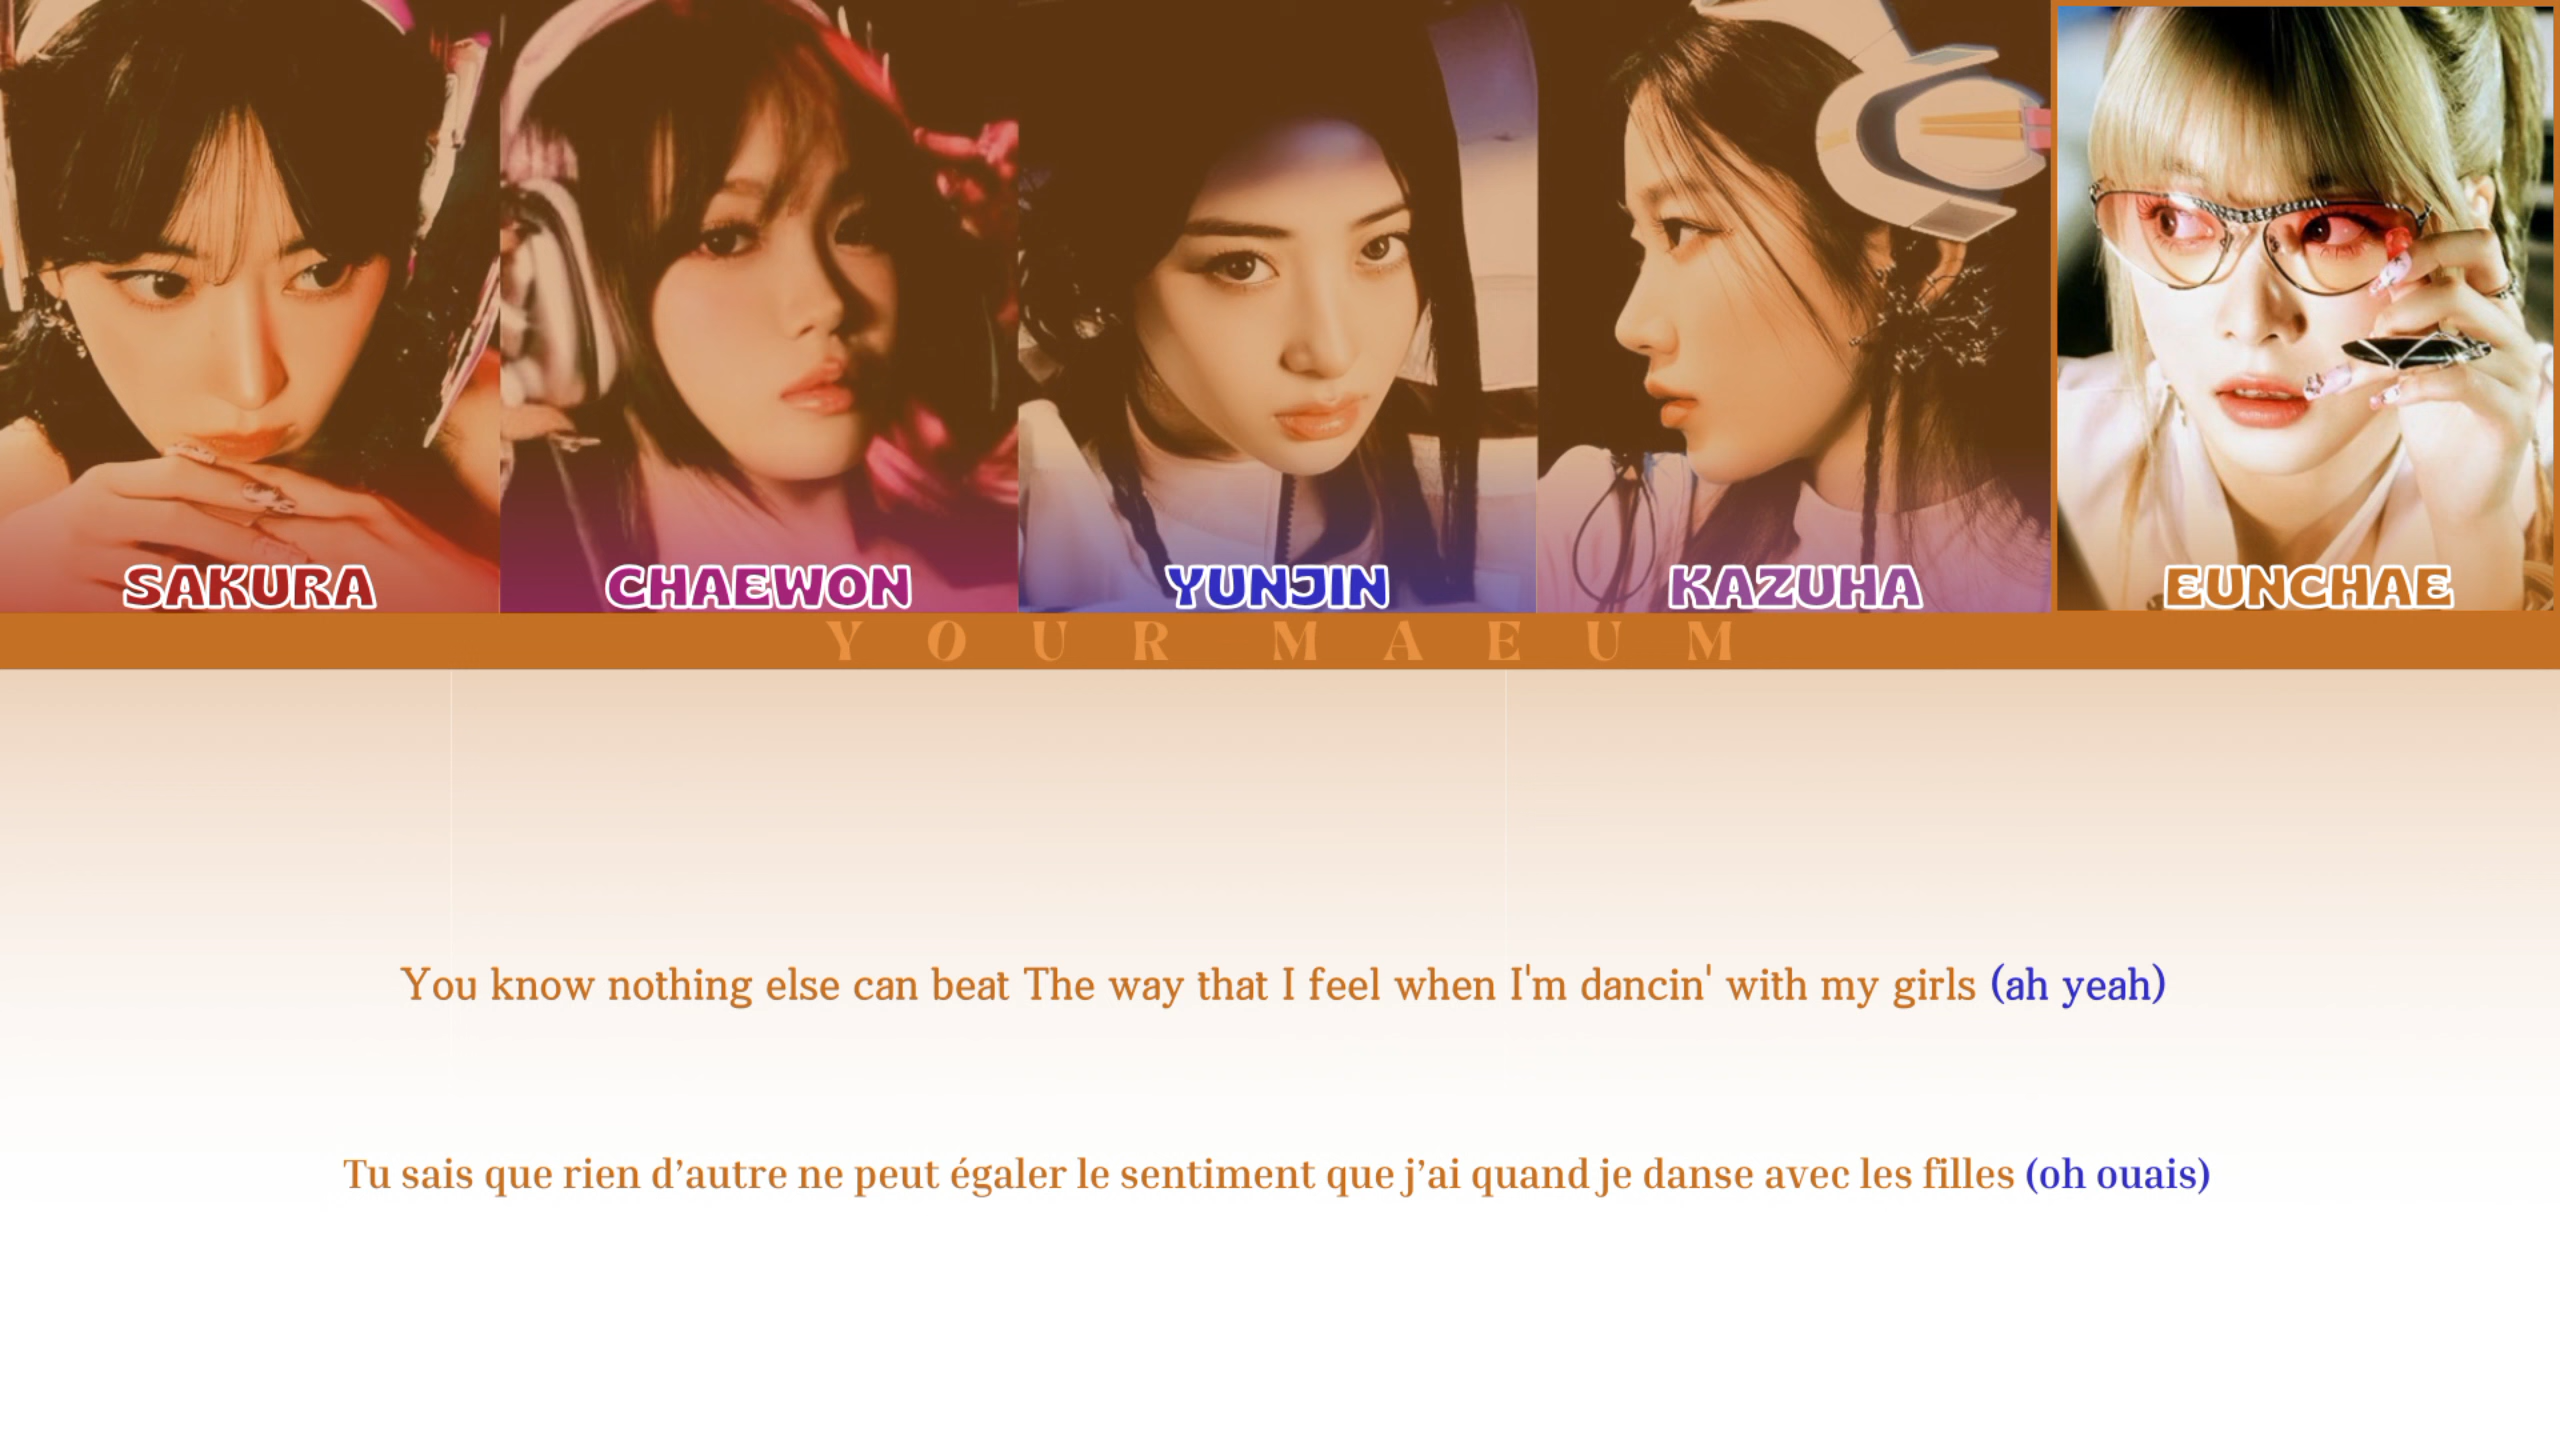 SAKURA
CHAEWON
YUNJIN
KAZUHA
EUNCHAE
YOUR MAEUM
You know nothing else can beat The way that I feel when I'm dancin' with my girls (ah yeah)
Tu sais que rien d’autre ne peut égaler le sentiment que j’ai quand je danse avec les filles (oh ouais)